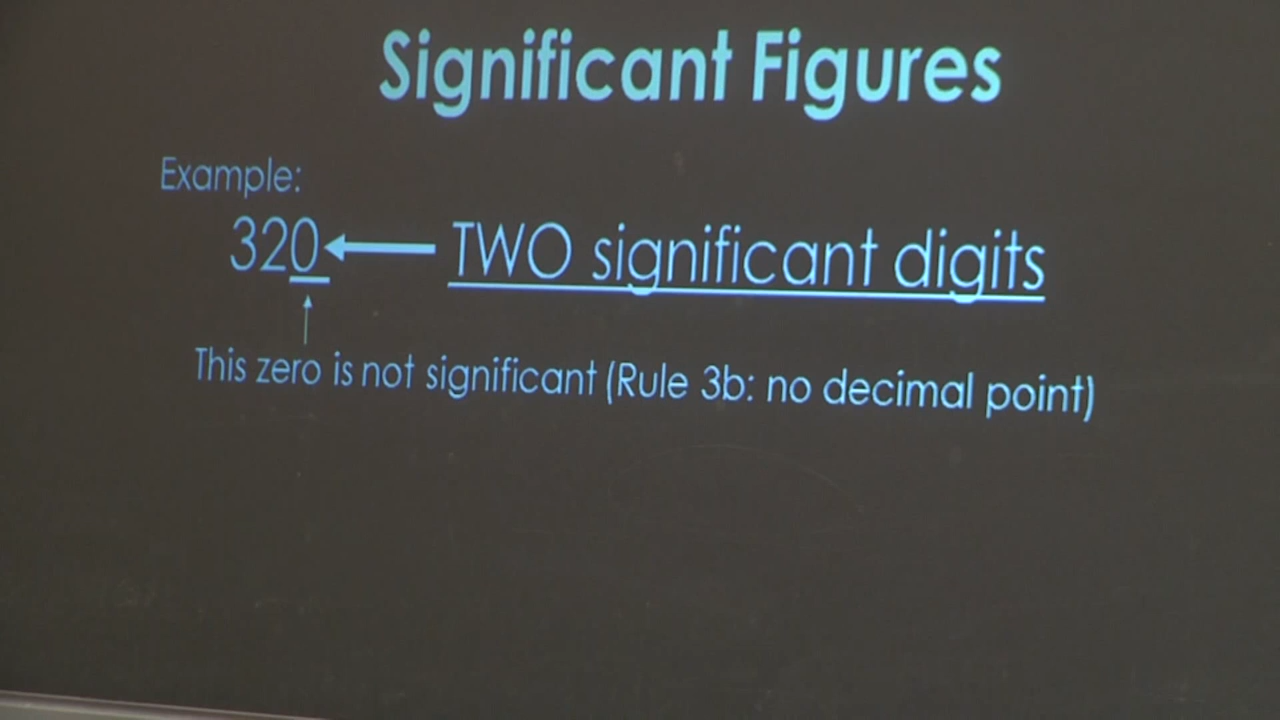 Significant Figures
Example:
320 TWO significant digits
This zero is not significant (Rule 3b: no decimal point)